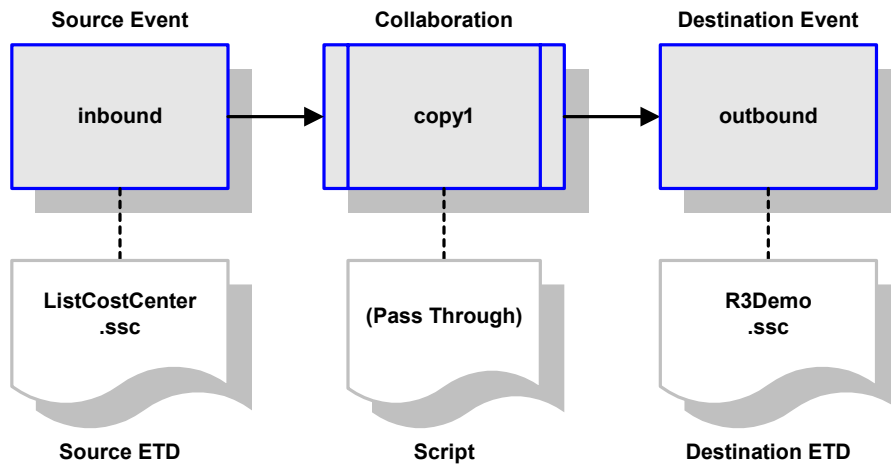 Source Event
Collaboration
Destination Event
inbound
copy1
outbound
ListCostCenter
.ssc
(Pass Through)
R3Demo
.ssc
Source ETD
Script
Destination ETD